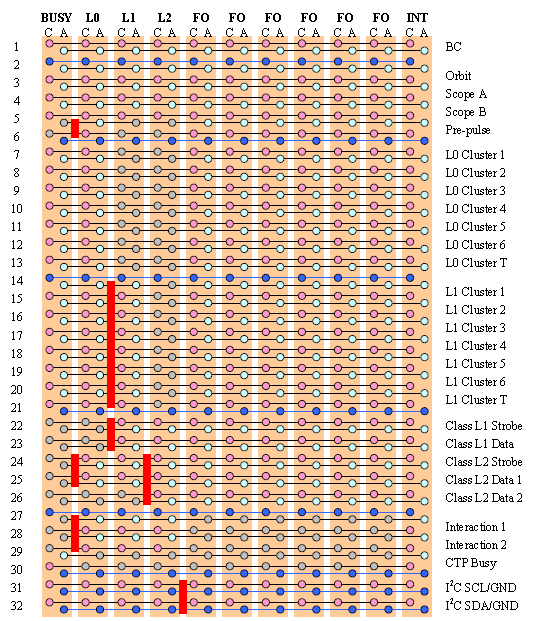 BUSY L0 L1 L2 FO FO FO FO FO FO INT
C A C A C A C A C A C A C A C A C A C A C A
1 BC
2
3 Orbit
4 Scope A
5 Scope B
6 Pre-pulse
7 L0 Cluster 1
8 L0 Cluster 2
9 L0 Cluster 3
10 L0 Cluster 4
11 L0 Cluster 5
12 L0 Cluster 6
13 L0 Cluster T
14
15 L1 Cluster 1
16 L1 Cluster 2
17 L1 Cluster 3
18 L1 Cluster 4
19 L1 Cluster 5
20 L1 Cluster 6
21 L1 Cluster T
22 Class L1 Strobe
23 Class L1 Data
24 Class L2 Strobe
25 Class L2 Data 1
26 Class L2 Data 2
27
28 Interaction 1
29 Interaction 2
30 CTP Busy
31 I²C SCL/GND
32 I²C SDA/GND